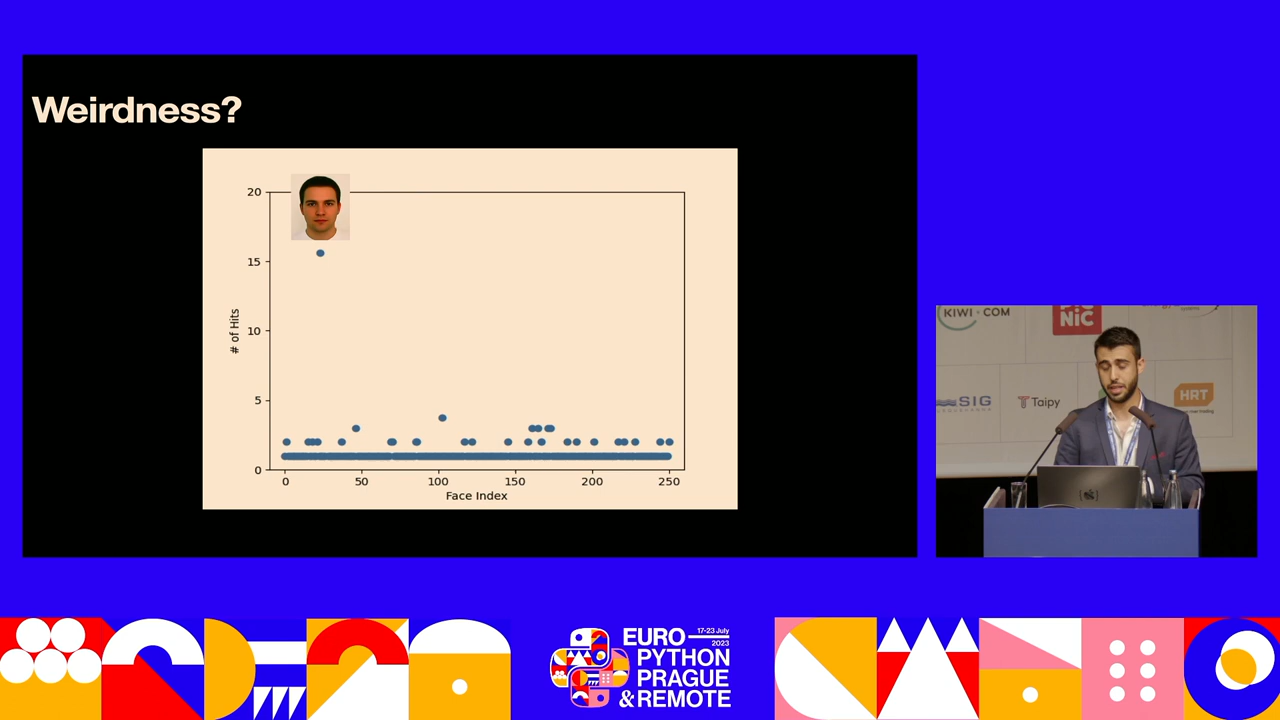 Weirdness?
20
15
10
5
0
# of Hits
0 50 100 150 200 250
Face Index
KIWI·COM
NiC
systems
SIG
Taipy
HRT
EURO
17-23 July
2023
PYTHON
PRAGUE
& REMOTE